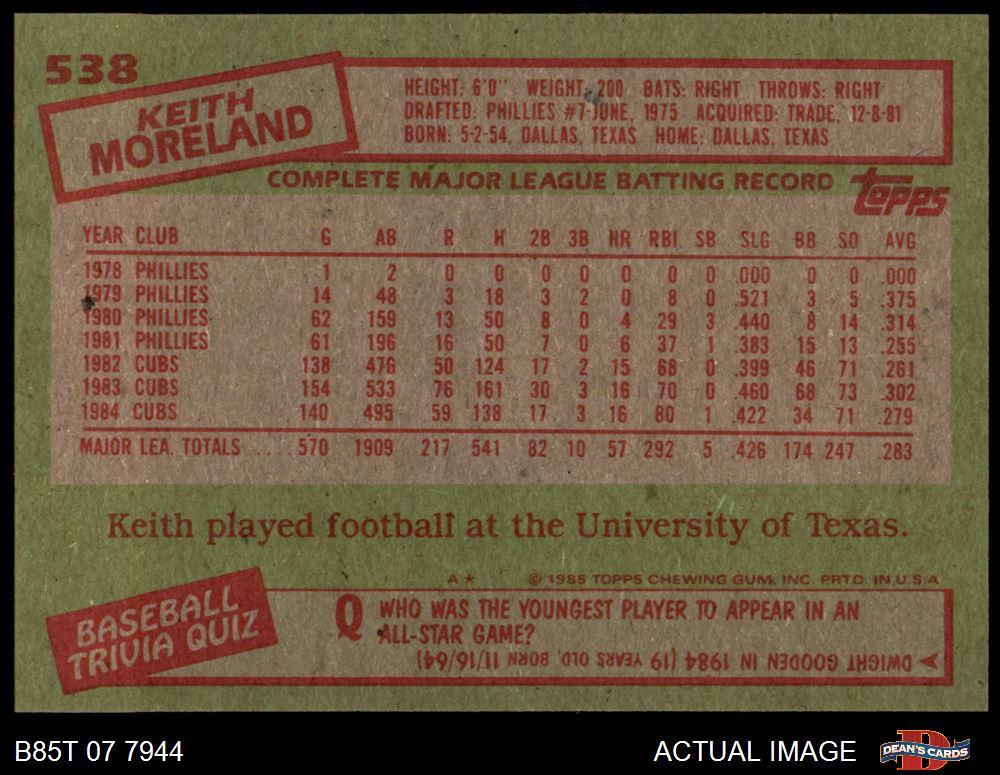 538
KEITH
MORELAND
HEIGHT: 6'0" WEIGHT: 200 BATS: RIGHT THROWS: RIGHT
DRAFTED: PHILLIES #7-JUNE, 1975 ACQUIRED: TRADE, 12-8-81
BORN: 5-2-54, DALLAS, TEXAS HOME: DALLAS, TEXAS
COMPLETE MAJOR LEAGUE BATTING RECORD
topps
YEAR CLUB G AB R H 2B 3B HR RBI SB SLG BB SO AVG
1978 PHILLIES 1 2 0 0 0 0 0 0 0 .000 0 0 .000
1979 PHILLIES 14 48 3 18 3 2 0 8 0 .521 3 5 .375
1980 PHILLIES 62 159 13 50 8 0 4 29 3 .440 8 14 .314
1981 PHILLIES 61 196 16 50 7 0 6 37 1 .383 15 13 .255
1982 CUBS 138 476 50 124 17 2 15 68 0 .399 46 71 .261
1983 CUBS 154 533 76 161 30 3 16 70 0 .460 68 73 .302
1984 CUBS 140 495 59 138 17 3 16 80 1 .422 34 71 .279
MAJOR LEA. TOTALS ....570 1909 217 541 82 10 57 292 5 .426 174 247 .283
Keith played football at the University of Texas.
A★ © 1985 TOPPS CHEWING GUM, INC. PRTD. IN U.S.A
BASEBALL
TRIVIA QUIZ
Q WHO WAS THE YOUNGEST PLAYER TO APPEAR IN AN
ALL-STAR GAME?
DWIGHT GOODEN IN 1984 (19 YEARS OLD, BORN 11/16/64)
B85T 07 7944
ACTUAL IMAGE
D
DEAN'S CARDS